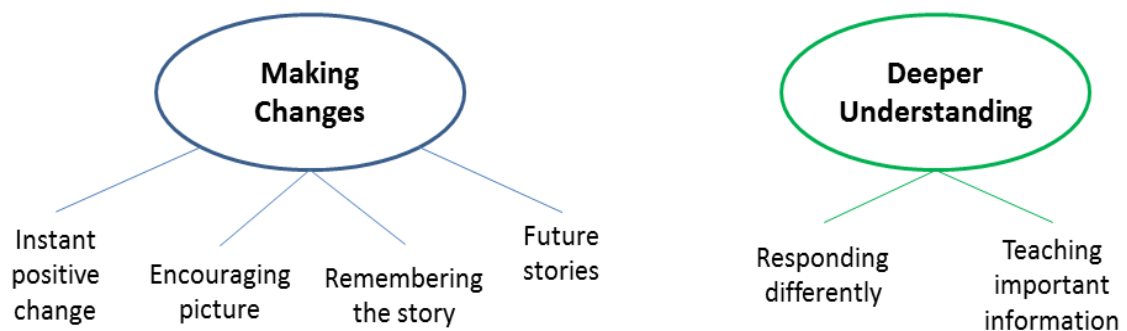 Making
Changes
Deeper
Understanding
Instant
positive
change
Encouraging
picture
Remembering
the story
Future
stories
Responding
differently
Teaching
important
information